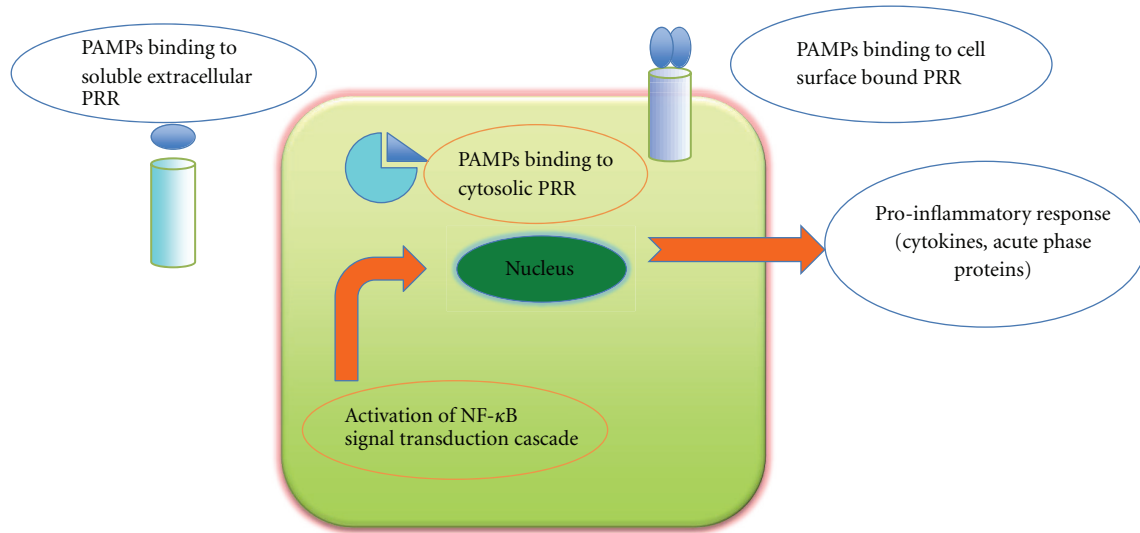 PAMPs binding to
soluble extracellular
PRR
PAMPs binding to cell
surface bound PRR
PAMPs binding to
cytosolic PRR
Pro-inflammatory response
(cytokines, acute phase
proteins)
Nucleus
Activation of NF-κB
signal transduction cascade